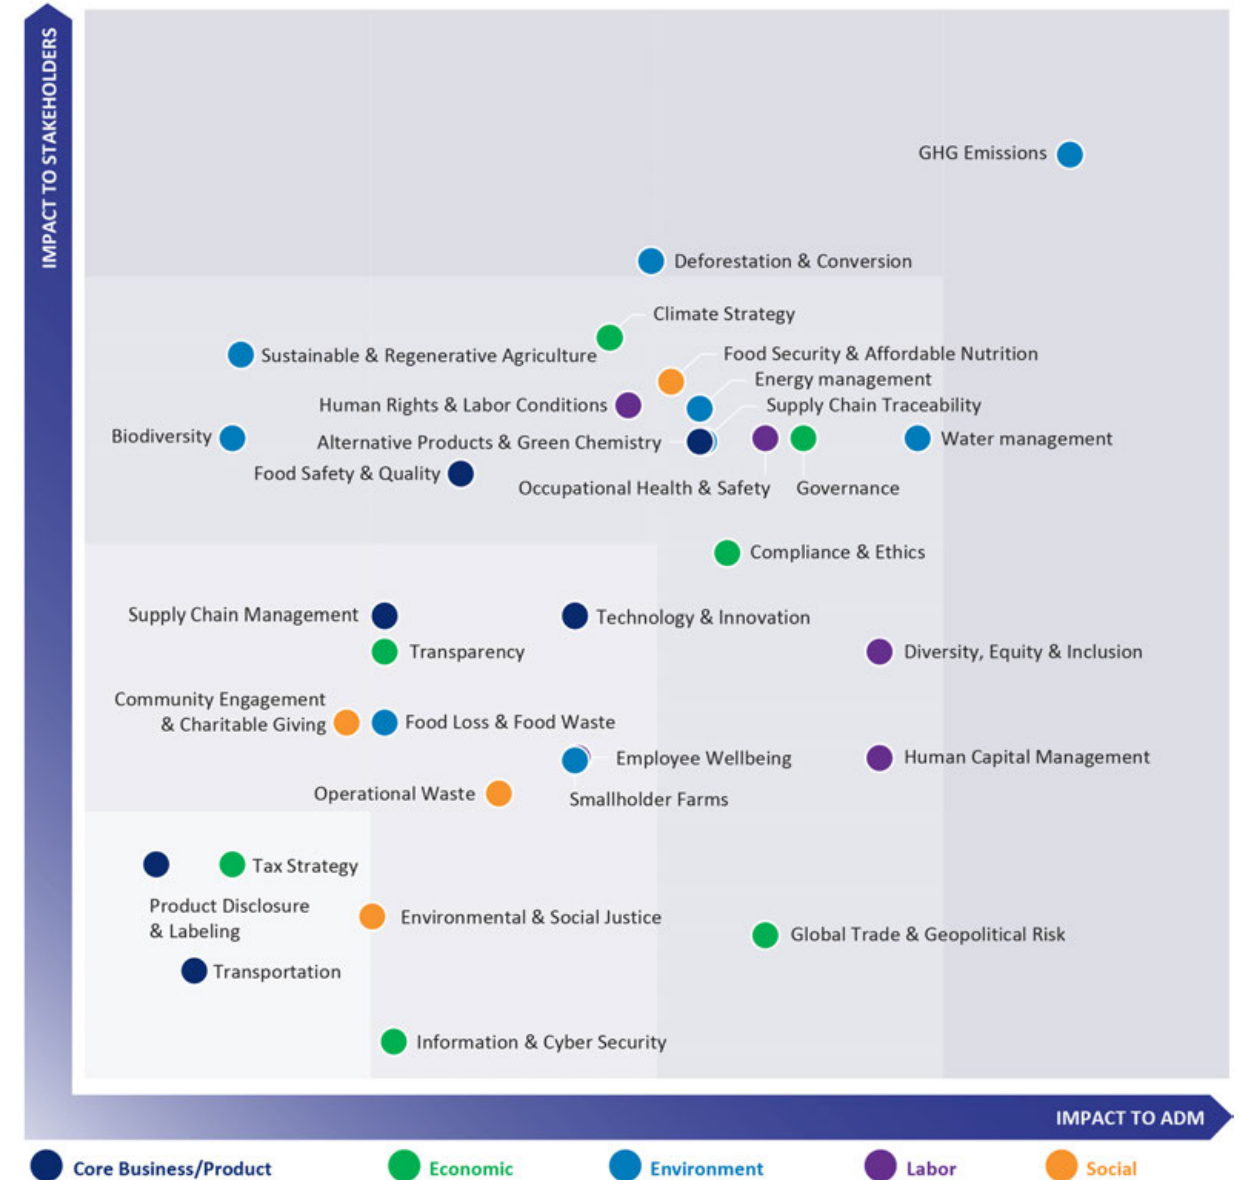 IMPACT TO STAKEHOLDERS
GHG Emissions
Deforestation & Conversion
Climate Strategy
Sustainable & Regenerative Agriculture
Food Security & Affordable Nutrition
Energy management
Human Rights & Labor Conditions
Supply Chain Traceability
Biodiversity
Alternative Products & Green Chemistry
Water management
Food Safety & Quality
Occupational Health & Safety
Governance
Compliance & Ethics
Supply Chain Management
Technology & Innovation
Transparency
Diversity, Equity & Inclusion
Community Engagement
& Charitable Giving
Food Loss & Food Waste
Employee Wellbeing
Human Capital Management
Operational Waste
Smallholder Farms
Tax Strategy
Product Disclosure
& Labeling
Environmental & Social Justice
Global Trade & Geopolitical Risk
Transportation
Information & Cyber Security
IMPACT TO ADM
Core Business/Product
Economic
Environment
Labor
Social